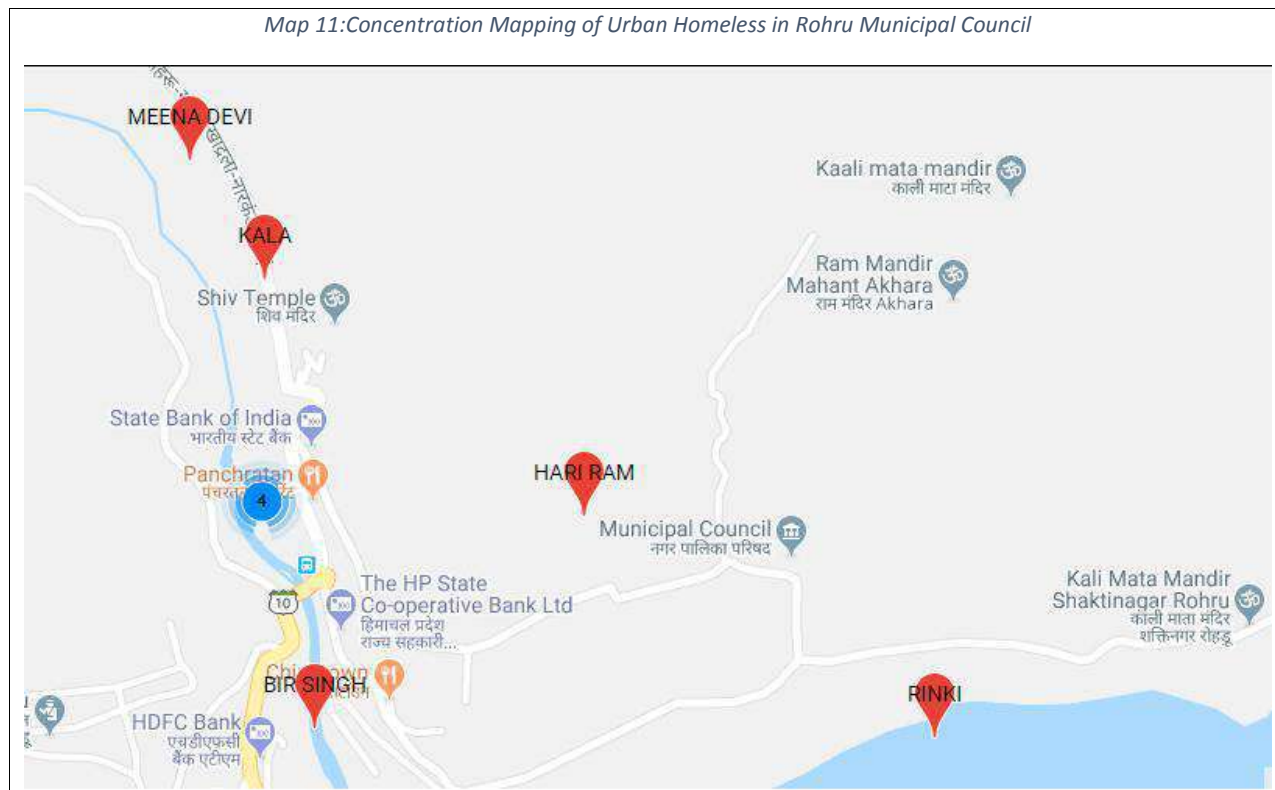 Map 11:Concentration Mapping of Urban Homeless in Rohru Municipal Council
MEENA DEVI
KALA
Shiv Temple
शिव मंदिर
Kaali mata mandir
काली माटा मंदिर
Ram Mandir
Mahant Akhara
राम मंदिर Akhara
State Bank of India
भारतीय स्टेट बैंक
Panchratan
4
HARI RAM
Municipal Council
नगर पालिका परिषद
10
The HP State
Co-operative Bank Ltd
हिमाचल प्रदेश
राज्य सहकारी...
Kali Mata Mandir
Shaktinagar Rohru
काली माता मंदिर
शक्तिनगर रोहडू
BIR SINGH
RINKI
HDFC Bank
एचडीएफसी
बैंक एटीएम